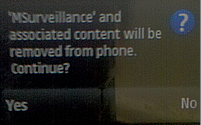 'MSurveillance' and
associated content will be
removed from phone.
Continue?
Yes No